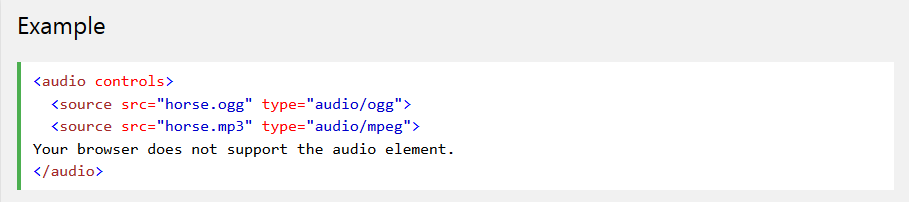 Example
<audio controls>
  <source src="horse.ogg" type="audio/ogg">
  <source src="horse.mp3" type="audio/mpeg">
Your browser does not support the audio element.
</audio>